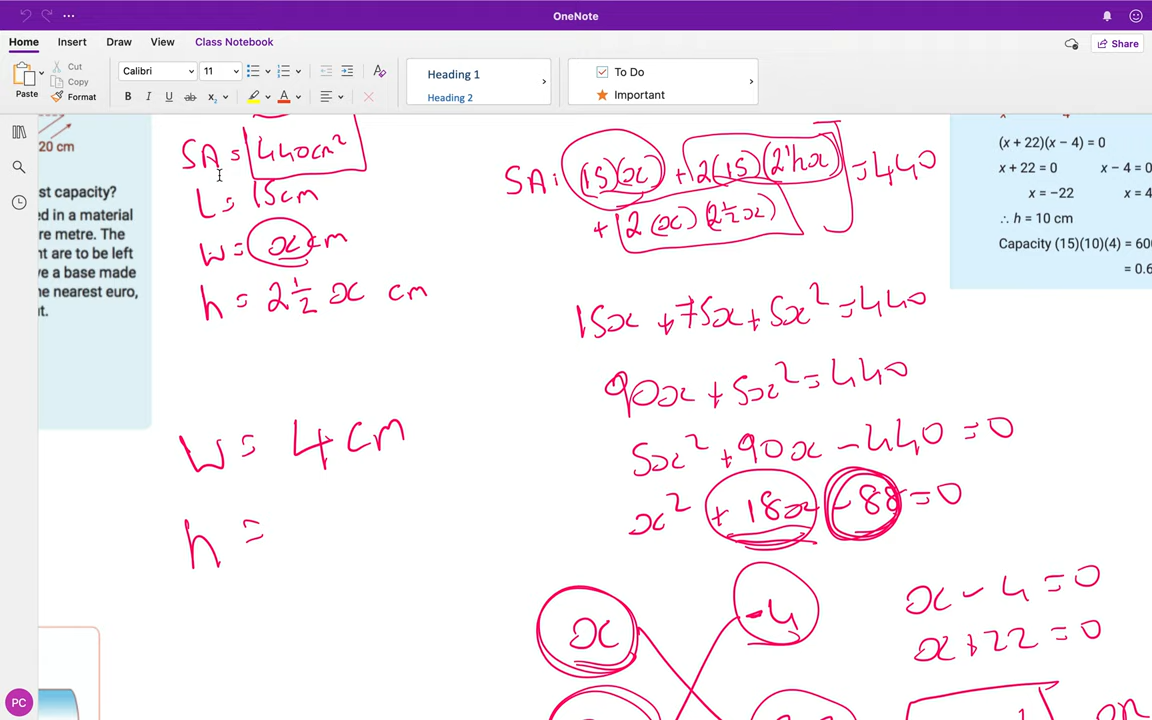 OneNote
Home Insert Draw View Class Notebook
Share
Paste
Cut
Copy
Format
Calibri 11
B I U ab X₂ A
Heading 1
Heading 2
To Do
Important
20 cm
st capacity?
ed in a material
re metre. The
nt are to be left
ve a base made
he nearest euro,
t.
SA = 440cm²
L = 15cm
W = x cm
h = 2½ x cm
W = 4 cm
h =
SA: (15)(x) + 2(15)(2½x) = 440
+ 2(x)(2½x)
15x + 75x + 5x² = 440
90x + 5x² = 440
5x² + 90x - 440 = 0
x² + 18x - 88 = 0
x -4
x - 4 = 0
x + 22 = 0
(x + 22)(x − 4) = 0
x + 22 = 0 x − 4 = 0
x = −22 x = 4
∴ h = 10 cm
Capacity (15)(10)(4) = 60
= 0.6
PC